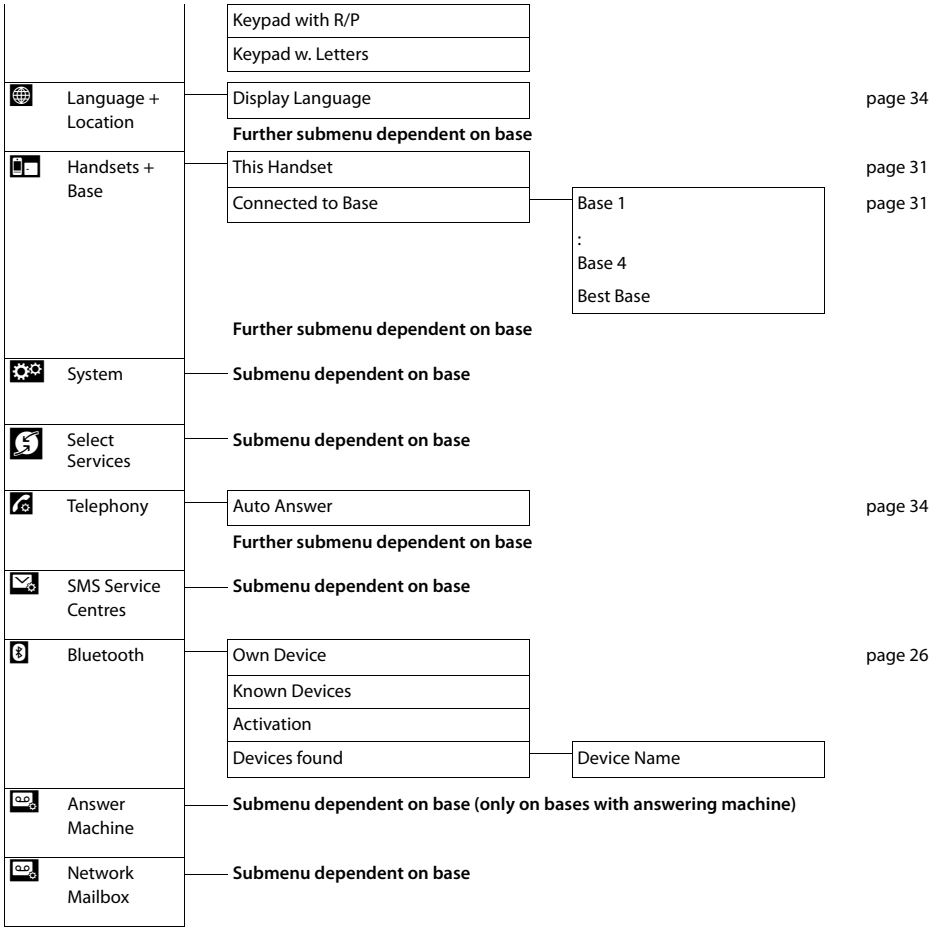 Keypad with R/P
Keypad w. Letters
Language + Display Language page 34
Location
Further submenu dependent on base
Handsets + This Handset page 31
Base
Connected to Base Base 1 page 31
:
Base 4
Best Base
Further submenu dependent on base
System Submenu dependent on base
Select Submenu dependent on base
Services
Telephony Auto Answer page 34
Further submenu dependent on base
SMS Service Submenu dependent on base
Centres
Bluetooth Own Device page 26
Known Devices
Activation
Devices found Device Name
Answer Submenu dependent on base (only on bases with answering machine)
Machine
Network Submenu dependent on base
Mailbox